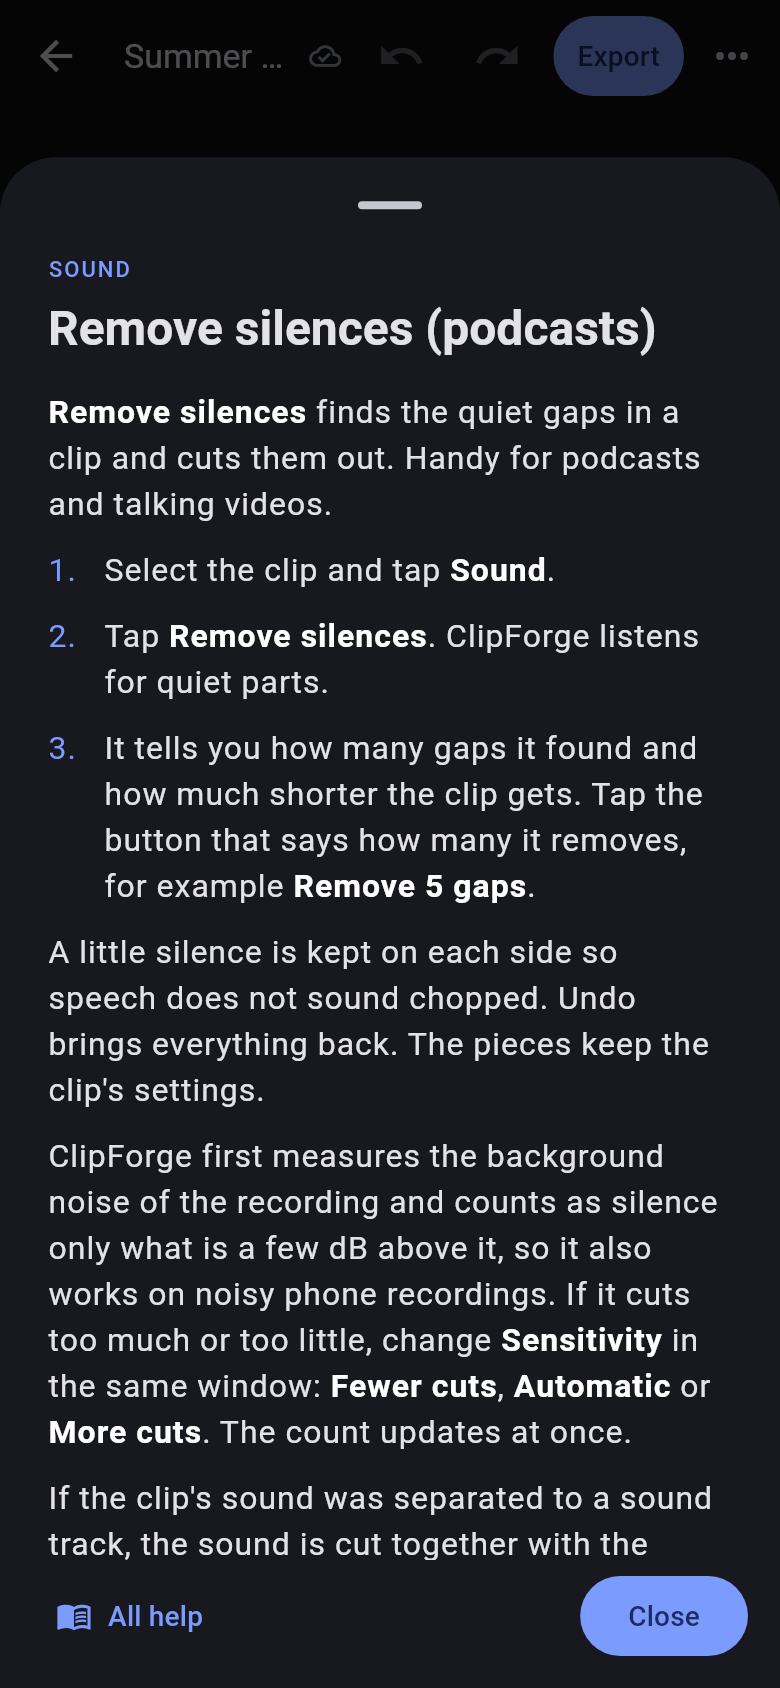 Summer ...
Export
SOUND
Remove silences (podcasts)
Remove silences finds the quiet gaps in a
clip and cuts them out. Handy for podcasts
and talking videos.
1. Select the clip and tap Sound.
2. Tap Remove silences. ClipForge listens
for quiet parts.
3. It tells you how many gaps it found and
how much shorter the clip gets. Tap the
button that says how many it removes,
for example Remove 5 gaps.
A little silence is kept on each side so
speech does not sound chopped. Undo
brings everything back. The pieces keep the
clip's settings.
ClipForge first measures the background
noise of the recording and counts as silence
only what is a few dB above it, so it also
works on noisy phone recordings. If it cuts
too much or too little, change Sensitivity in
the same window: Fewer cuts, Automatic or
More cuts. The count updates at once.
If the clip's sound was separated to a sound
track, the sound is cut together with the
All help
Close